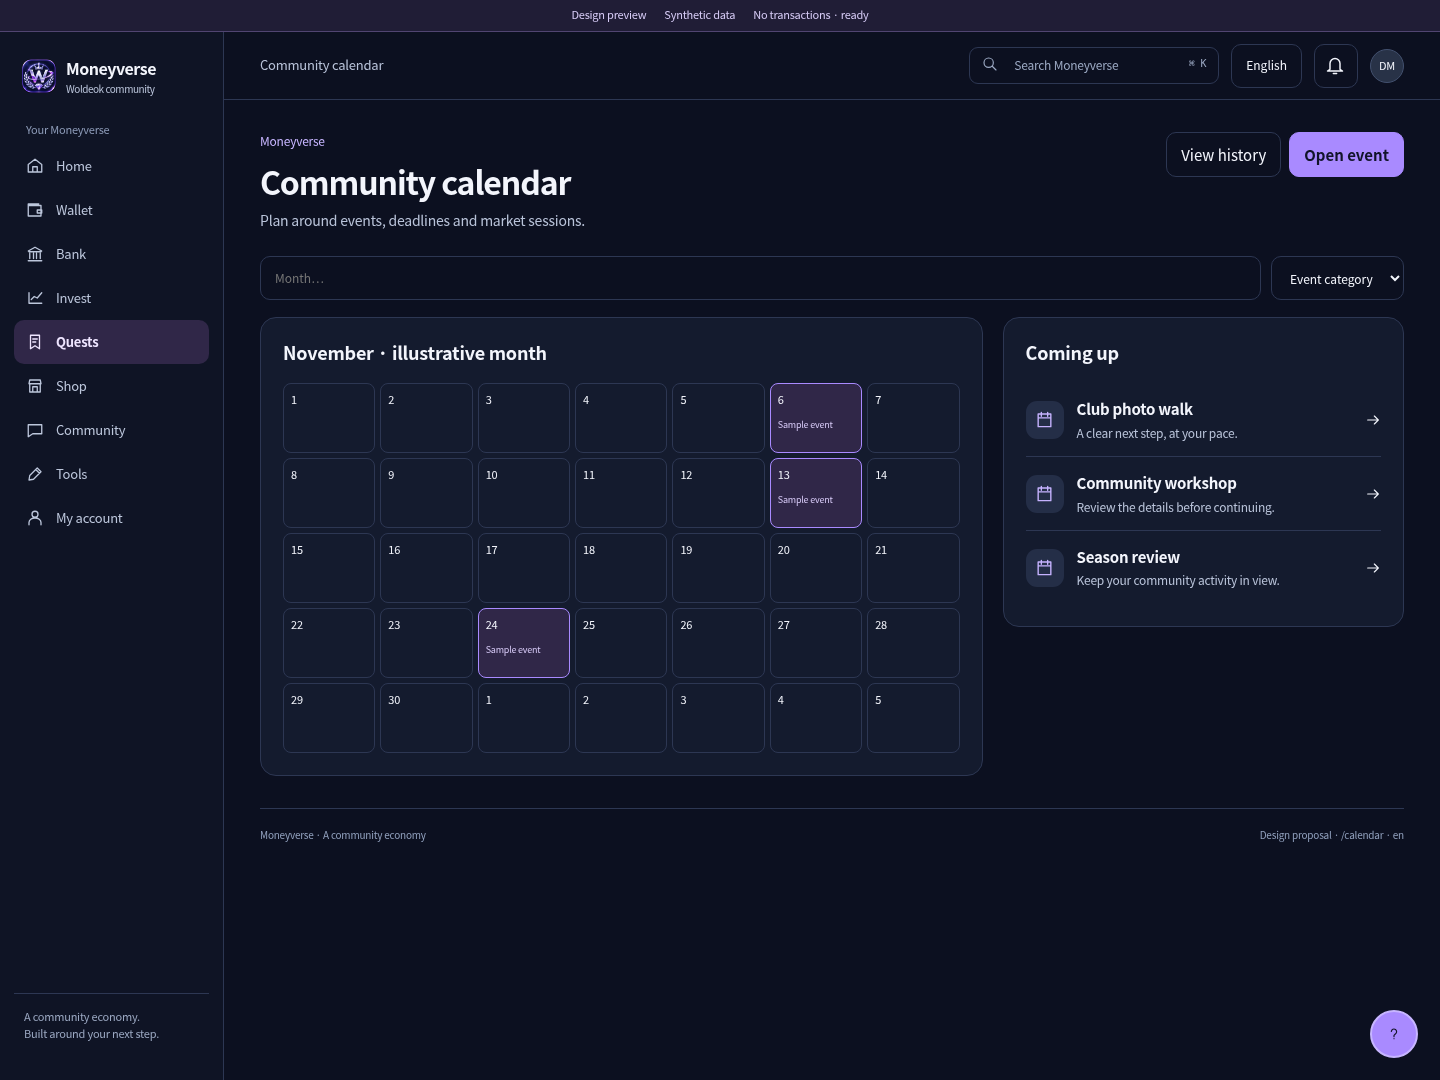 Design preview Synthetic data No transactions · ready
Moneyverse
Woldeok community
Your Moneyverse
Home
Wallet
Bank
Invest
Quests
Shop
Community
Tools
My account
A community economy.
Built around your next step.
Community calendar
Search Moneyverse ⌘ K
English
DM
Moneyverse
Community calendar
Plan around events, deadlines and market sessions.
View history
Open event
Month…
Event category
November · illustrative month
1 2 3 4 5 6 7
Sample event
8 9 10 11 12 13 14
Sample event
15 16 17 18 19 20 21
22 23 24 25 26 27 28
Sample event
29 30 1 2 3 4 5
Coming up
Club photo walk
A clear next step, at your pace.
Community workshop
Review the details before continuing.
Season review
Keep your community activity in view.
Moneyverse · A community economy
Design proposal · /calendar · en
?